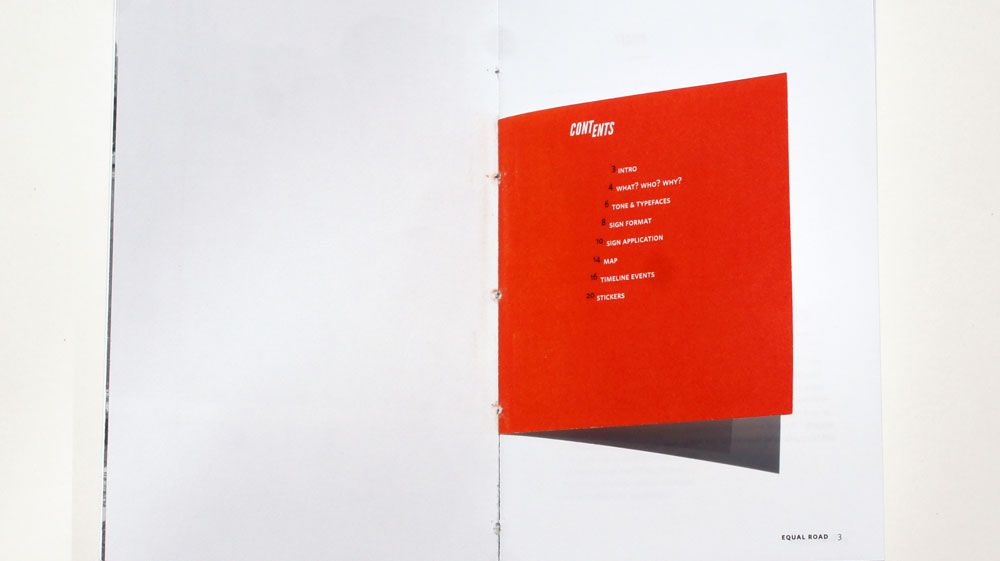 CONTENTS
3 INTRO
4 WHAT? WHO? WHY?
6 TONE & TYPEFACES
8 SIGN FORMAT
10 SIGN APPLICATION
14 MAP
16 TIMELINE EVENTS
20 STICKERS
EQUAL ROAD 3